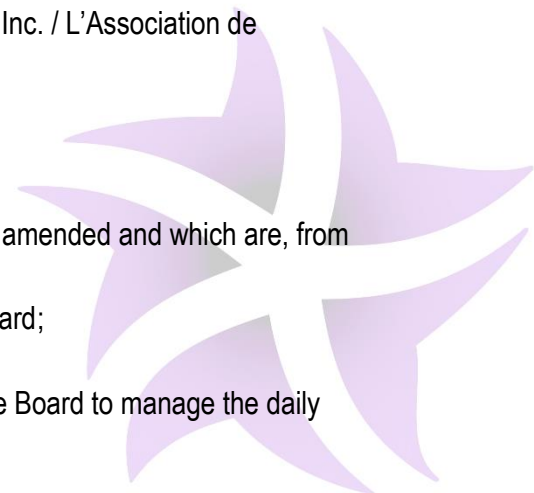 Inc. / L’Association de
amended and which are, from
ard;
e Board to manage the daily